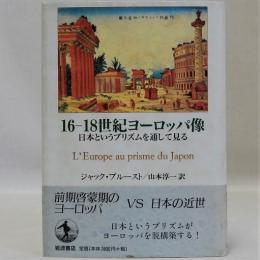 16-18世紀ヨーロッパ像
日本というプリズムを通して見る
L'Europe au prisme du Japon
ジャック・プルースト/山本淳一訳
前期啓蒙期の
ヨーロッパ VS 日本の近世
日本というプリズムが
ヨーロッパを脱構築する!
岩波書店